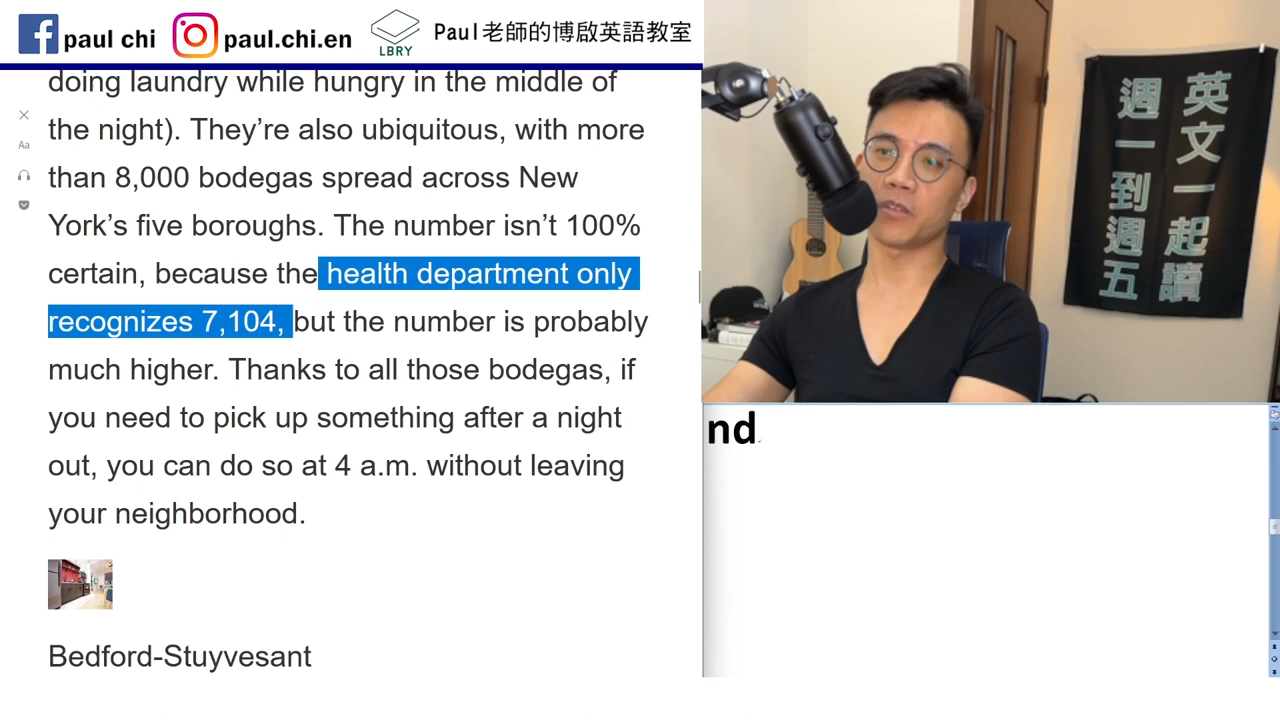 paul chi
paul.chi.en
LBRY
Paul老師的博啟英語教室
doing laundry while hungry in the middle of
the night). They’re also ubiquitous, with more
than 8,000 bodegas spread across New
York’s five boroughs. The number isn’t 100%
certain, because the health department only
recognizes 7,104, but the number is probably
much higher. Thanks to all those bodegas, if
you need to pick up something after a night
out, you can do so at 4 a.m. without leaving
your neighborhood.
Bedford-Stuyvesant
Aa
英文一起讀
週一到週五
nd